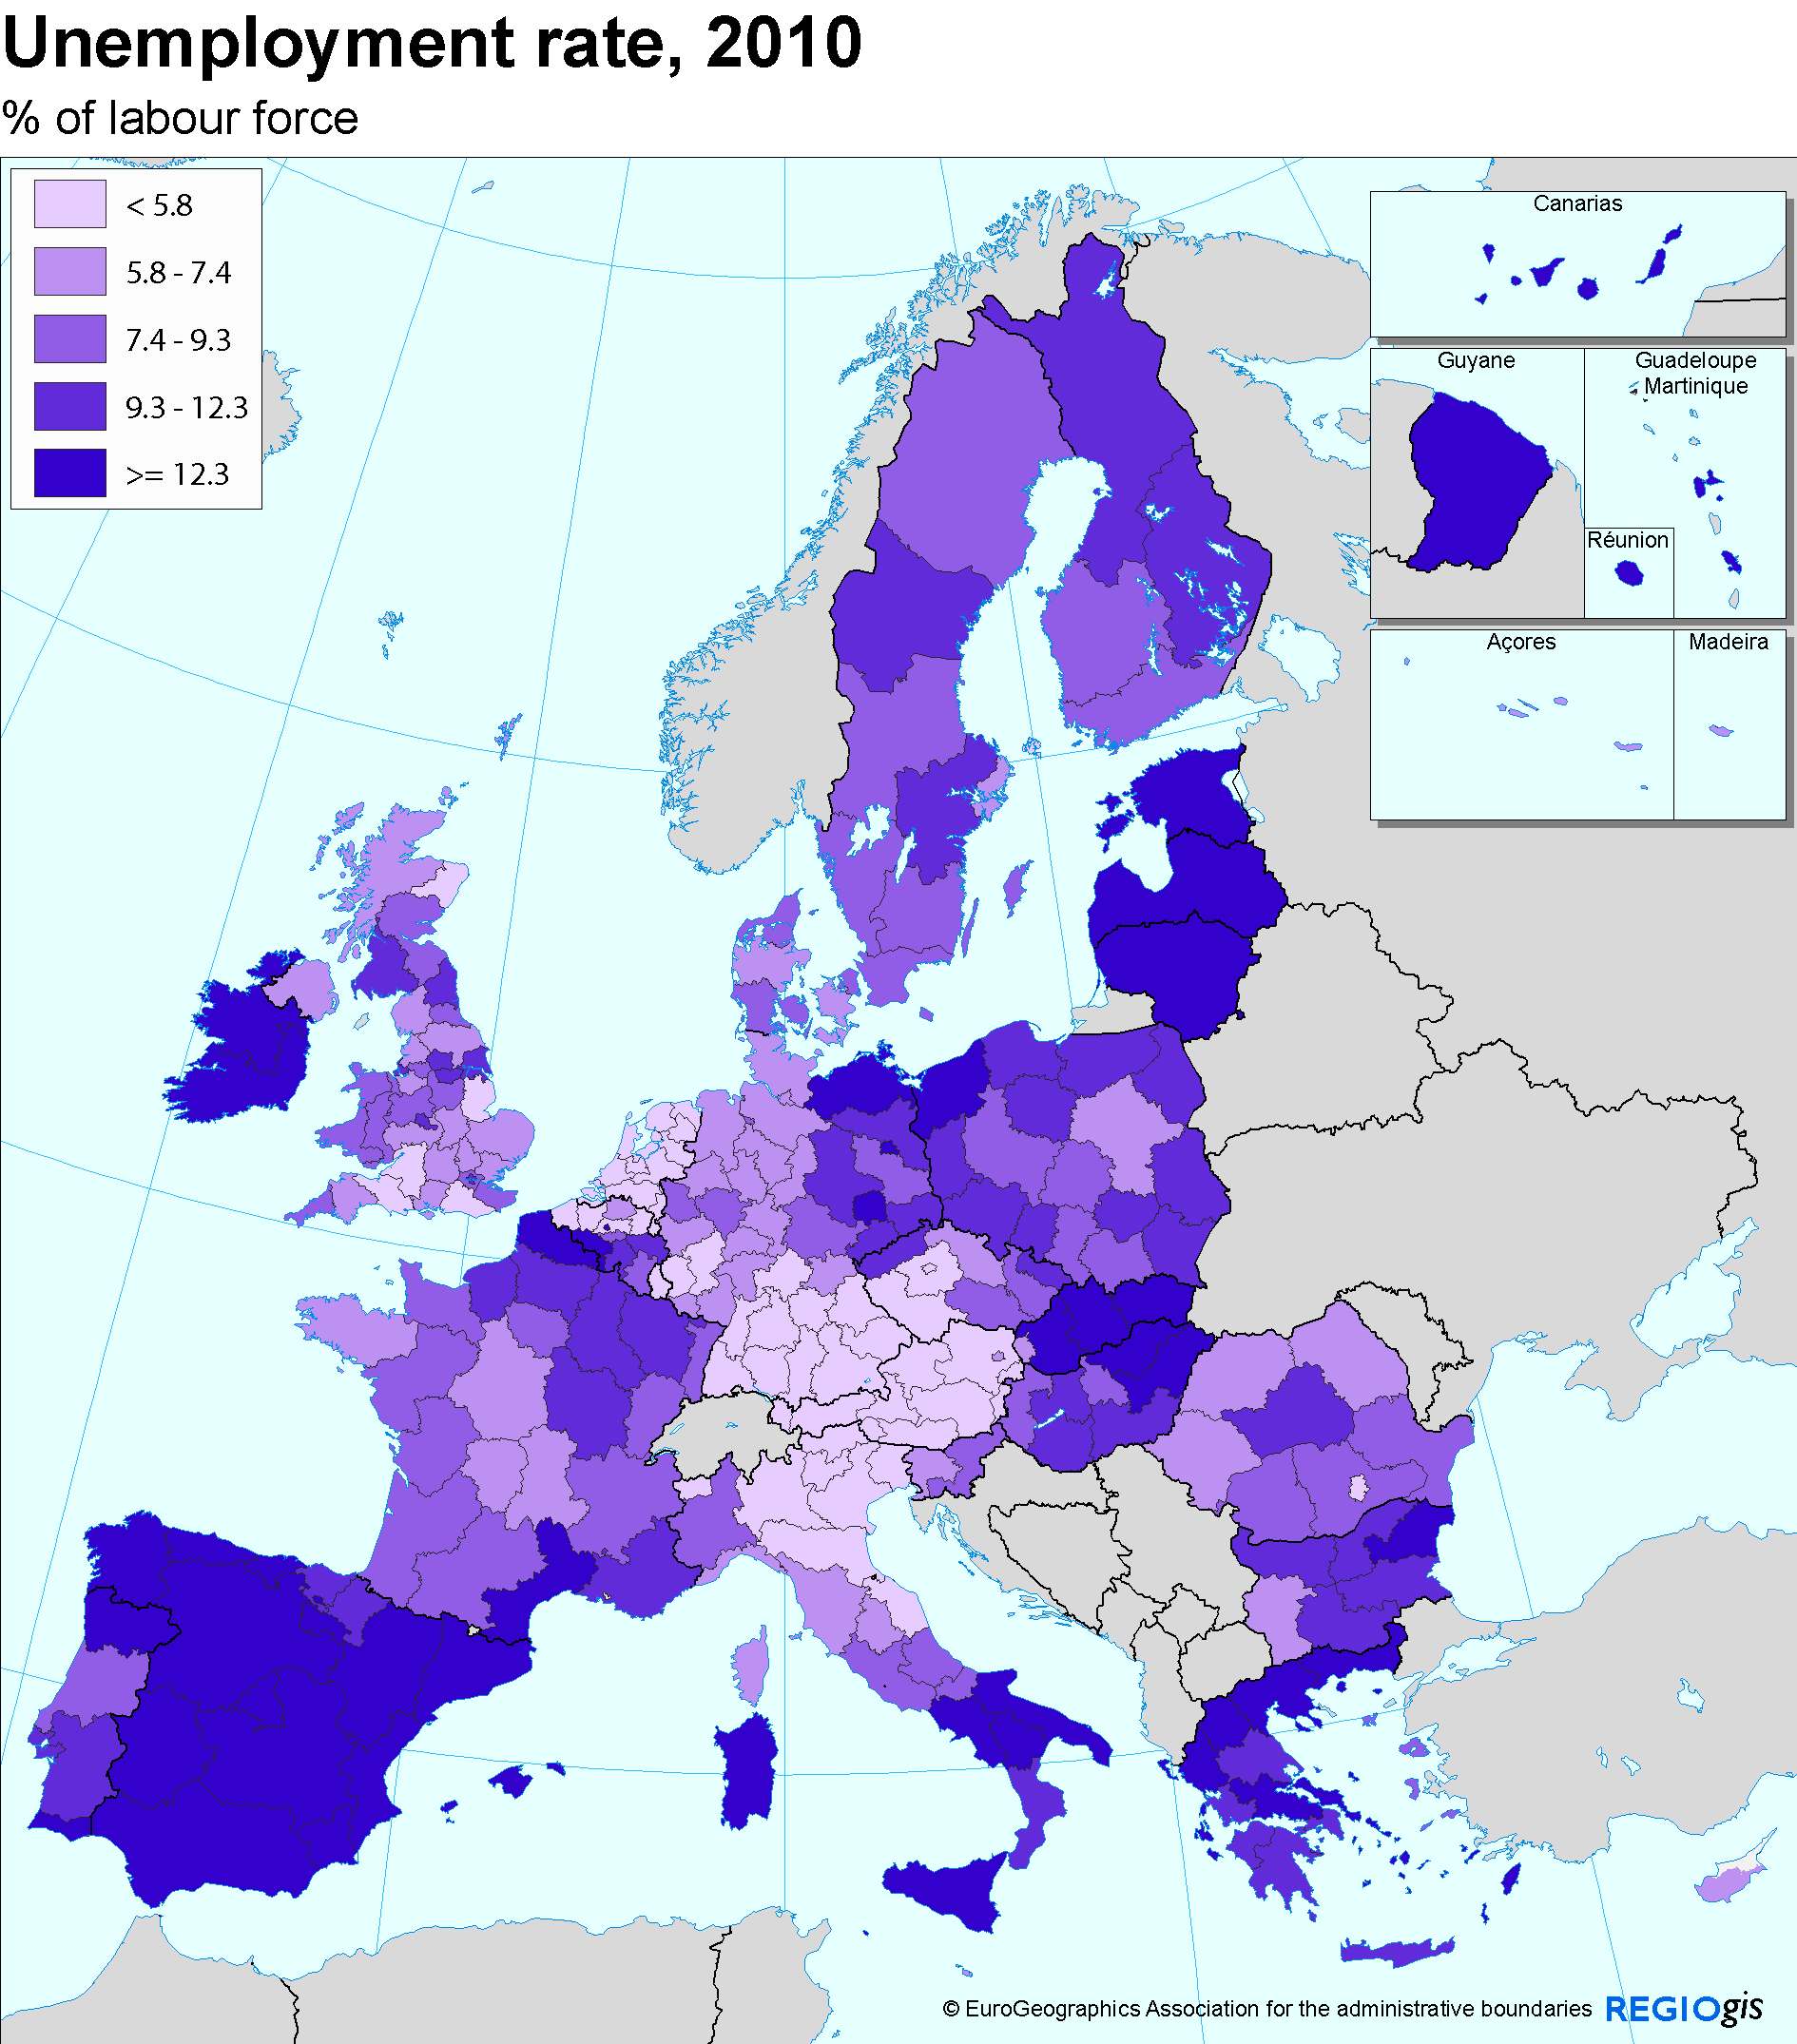 Unemployment rate, 2010
% of labour force
< 5.8
5.8 - 7.4
7.4 - 9.3
9.3 - 12.3
>= 12.3
Canarias
Guyane
Guadeloupe
Martinique
Réunion
Açores
Madeira
© EuroGeographics Association for the administrative boundaries REGIOgis